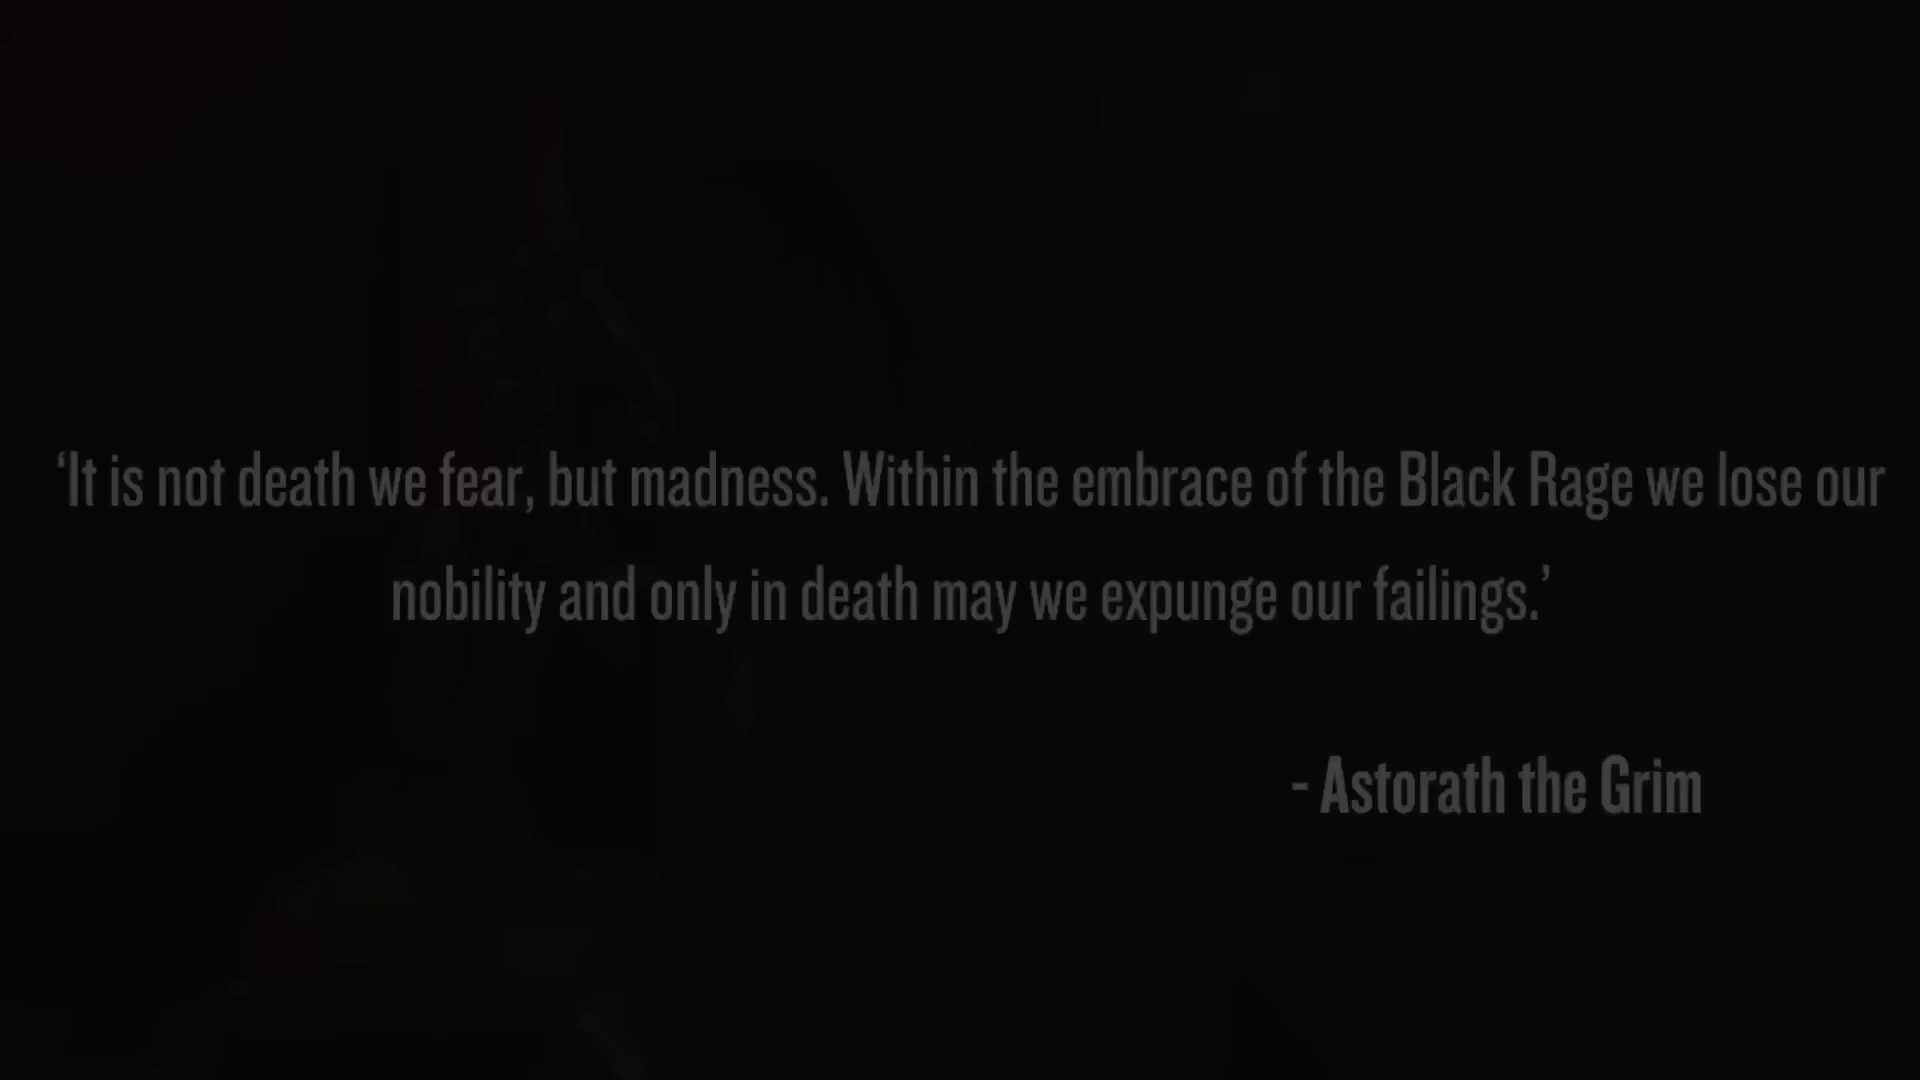 ‘It is not death we fear, but madness. Within the embrace of the Black Rage we lose our
nobility and only in death may we expunge our failings.’
- Astorath the Grim